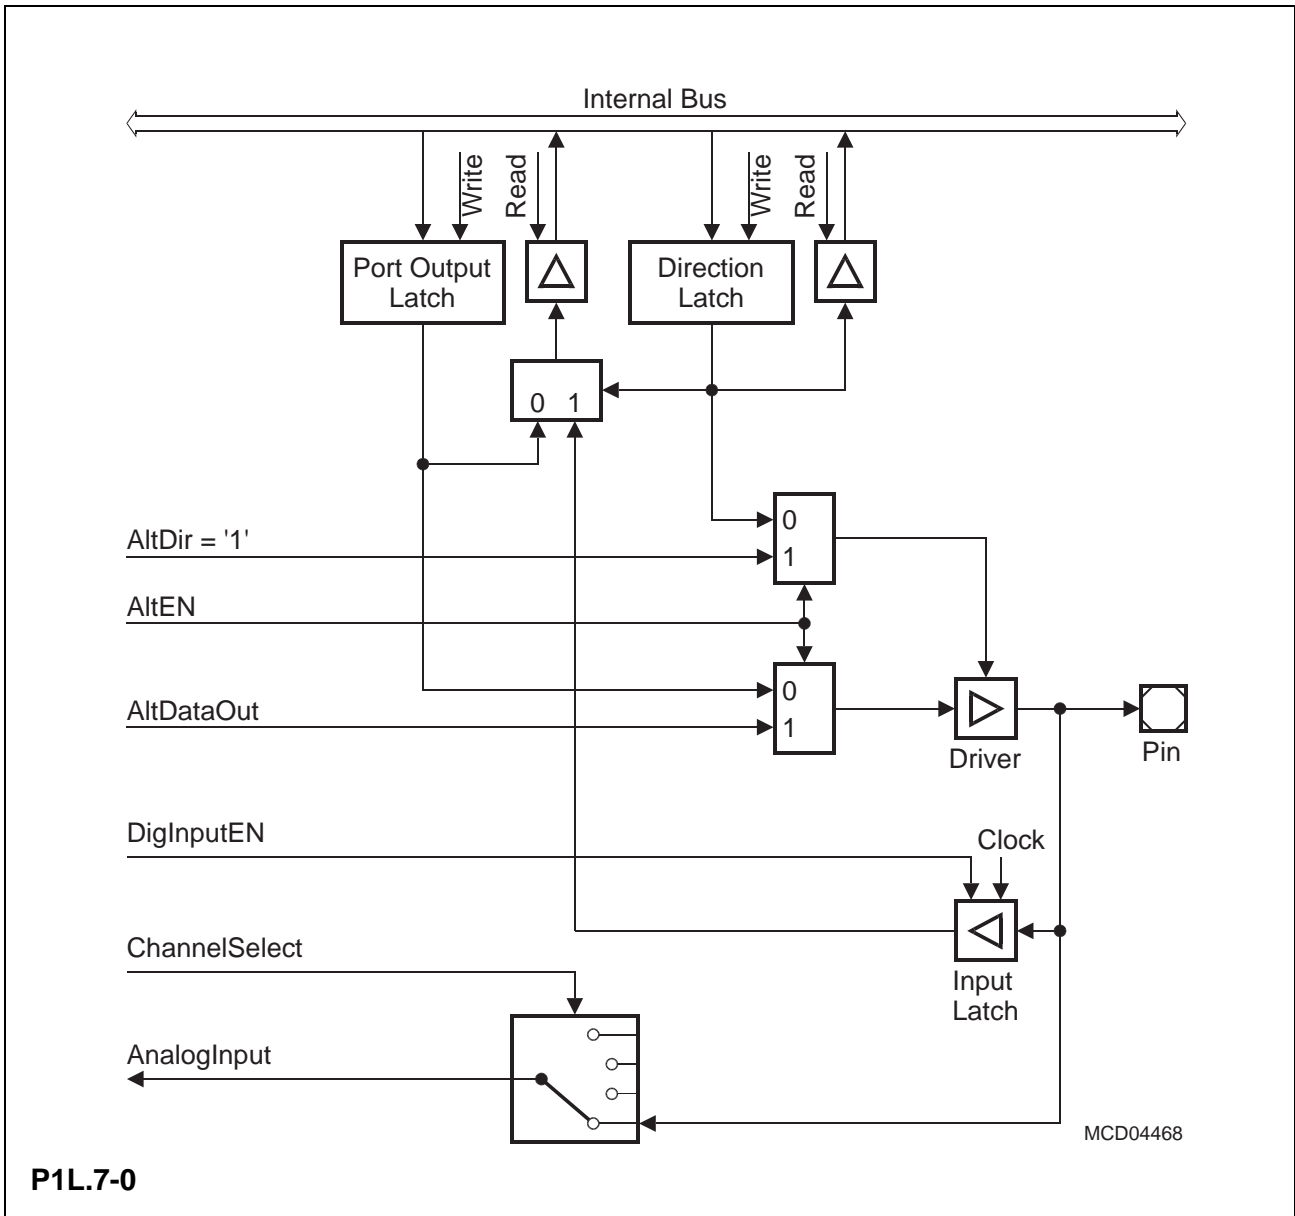 Internal Bus
Write
Read
Write
Read
Port Output
Latch
Direction
Latch
0 1
AltDir = '1'
0
1
AltEN
AltDataOut
0
1
Driver
Pin
DigInputEN
Clock
ChannelSelect
Input
Latch
AnalogInput
MCD04468
P1L.7-0